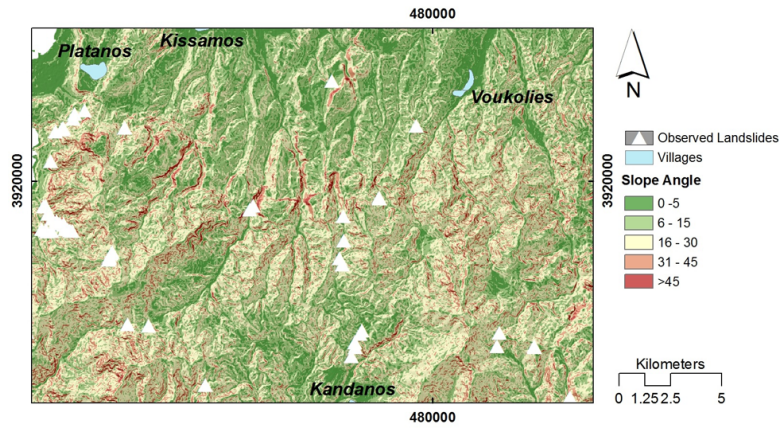 480000
Platanos
Kissamos
Voukolies
3920000
3920000
Kandanos
480000
N
Observed Landslides
Villages
Slope Angle
0 -5
6 - 15
16 - 30
31 - 45
>45
Kilometers
0 1.25 2.5 5